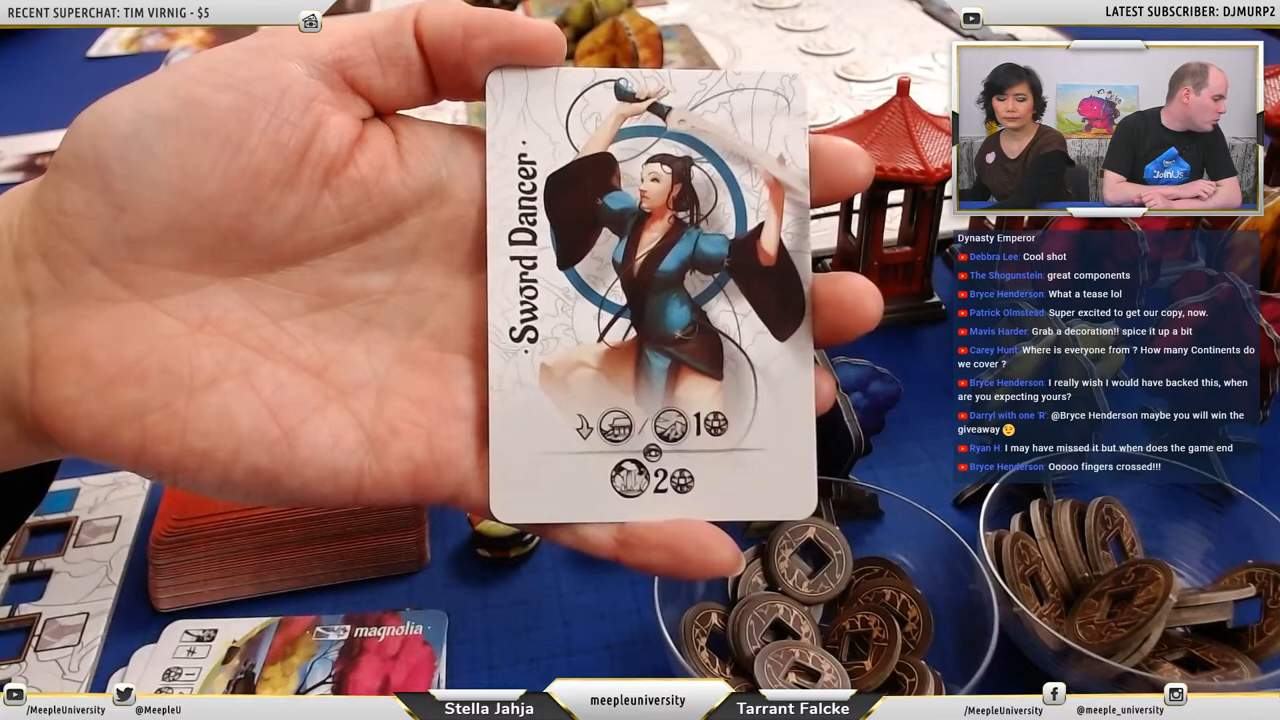 RECENT SUPERCHAT: TIM VIRNIG - $5
LATEST SUBSCRIBER: DJMURP2
· Sword Dancer ·
1
2
JoinUs
Dynasty Emperor
Debbra Lee: Cool shot
The Shogunstein: great components
Bryce Henderson: What a tease lol
Patrick Olmstead: Super excited to get our copy, now.
Mavis Harder: Grab a decoration!! spice it up a bit
Carey Hunt: Where is everyone from ? How many Continents do
we cover ?
Bryce Henderson: I really wish I would have backed this, when
are you expecting yours?
Darryl with one 'R': @Bryce Henderson maybe you will win the
giveaway 😉
Ryan H: I may have missed it but when does the game end
Bryce Henderson: Ooooo fingers crossed!!!
· magnolia ·
/MeepleUniversity
@MeepleU
Stella Jahja
meepleuniversity
Tarrant Falcke
/MeepleUniversity
@meeple_university